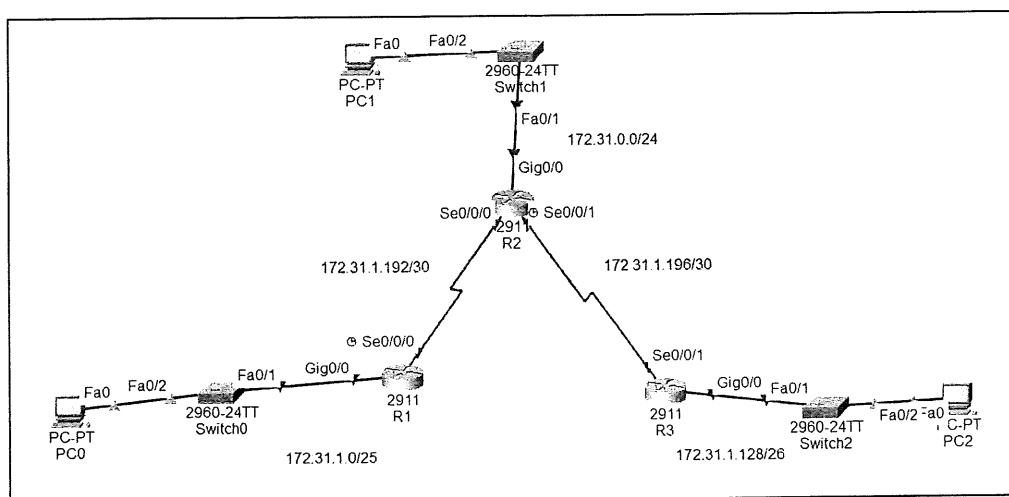 Fa0
Fa0/2
2960-24TT
Switch1
PC-PT
PC1
Fa0/1
172.31.0.0/24
Gig0/0
Se0/0/0
Se0/0/1
2911
R2
172.31.1.192/30
172 31.1.196/30
Se0/0/0
Se0/0/1
Fa0
Fa0/2
Fa0/1
Gig0/0
2911
R1
2960-24TT
Switch0
PC-PT
PC0
172.31.1.0/25
Gig0/0
Fa0/1
2911
R3
2960-24TT
Switch2
Fa0/2
Fa0
C-PT
PC2
172.31.1.128/26